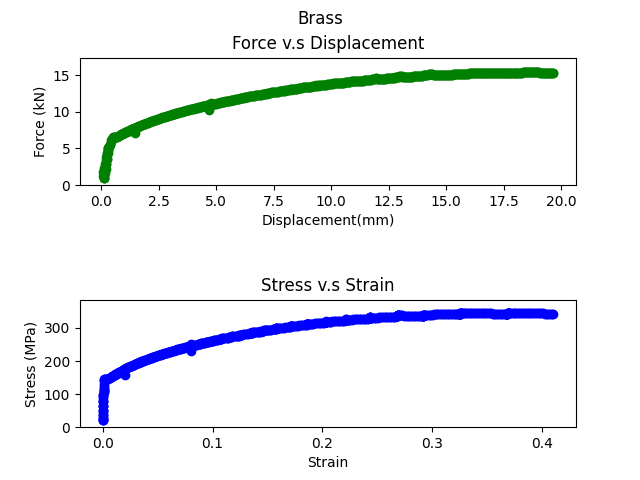 Brass
Force v.s Displacement
Force (kN)
15
10
5
0
0.0 2.5 5.0 7.5 10.0 12.5 15.0 17.5 20.0
Displacement(mm)
Stress v.s Strain
Stress (MPa)
300
200
100
0
0.0 0.1 0.2 0.3 0.4
Strain